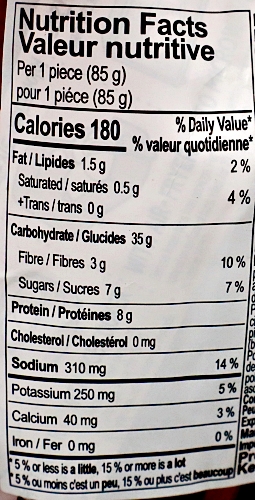 Nutrition Facts
Valeur nutritive
Per 1 piece (85 g)
pour 1 piéce (85 g)
Calories 180 % Daily Value*
% valeur quotidienne*
Fat / Lipides 1.5 g 2 %
Saturated / saturés 0.5 g
+Trans / trans 0 g 4 %
Carbohydrate / Glucides 35 g
Fibre / Fibres 3 g 10 %
Sugars / Sucres 7 g 7 %
Protein / Protéines 8 g
Cholesterol / Cholestérol 0 mg
Sodium 310 mg 14 %
Potassium 250 mg 5 %
Calcium 40 mg 3 %
Iron / Fer 0 mg 0 %
*5 % or less is a little, 15 % or more is a lot
*5 % ou moins c'est un peu, 15 % ou plus c'est beaucoup